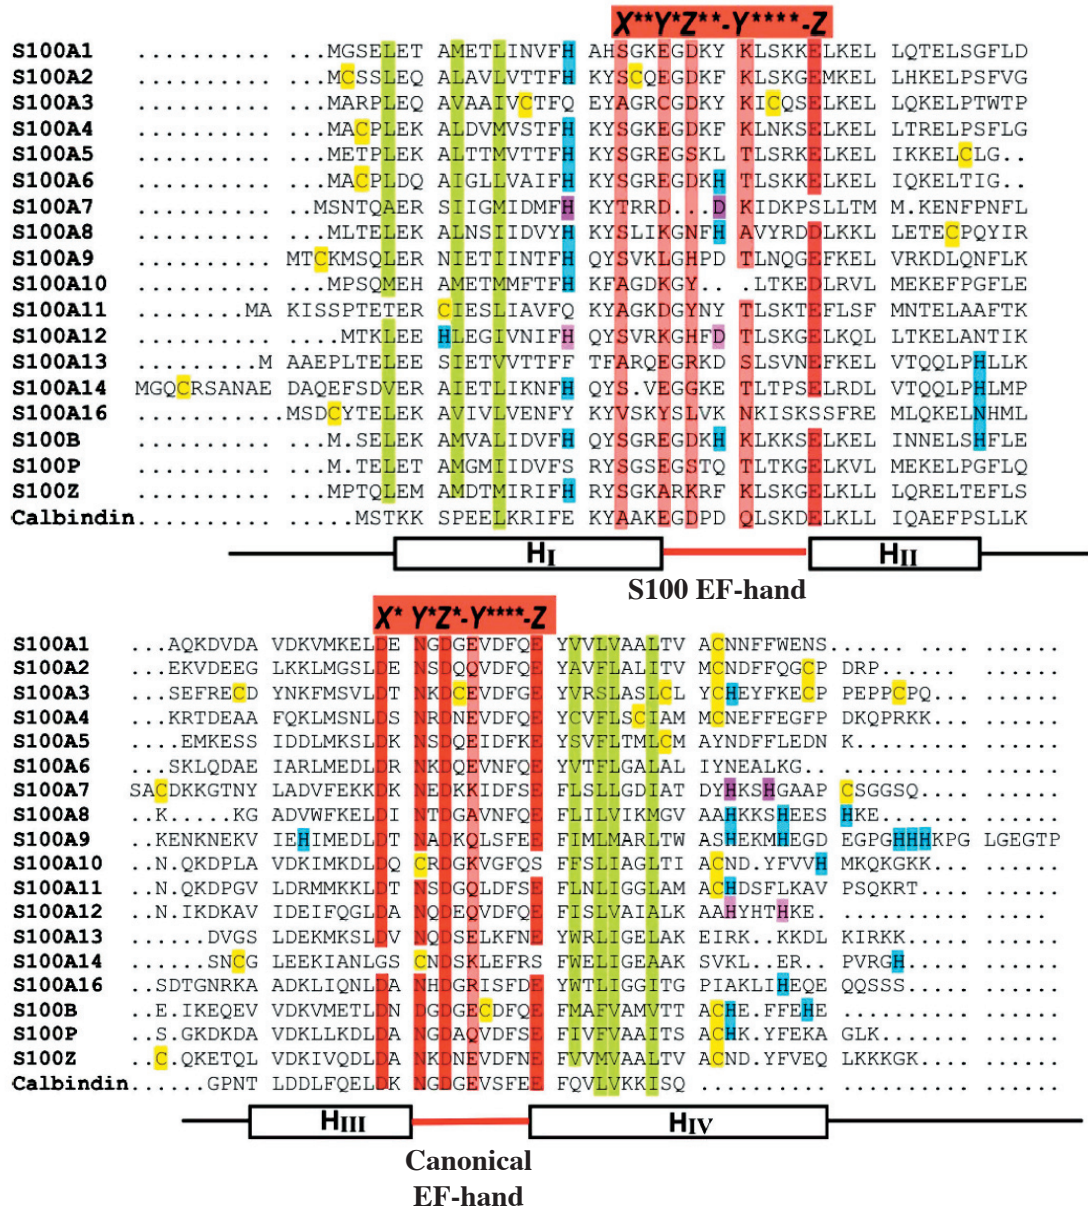 X**Y*Z**-Y****-Z
S100A1 .......... ....MGSELET AMETLINVFH AHSGKEGDKY KLSKKELKEL LQTELSGFLD
S100A2 .......... ....MCSSLEQ ALAVLVTTFH KYSCQEGDKF KLSKGEMKEL LHKELPSFVG
S100A3 .......... ....MARPLEQ AVAAIVCTFQ EYAGRCGDKY KICQSELKEL LQKELPTWTP
S100A4 .......... ....MACPLEK ALDVMVSTFH KYSGKEGDKF KLNKSELKEL LTRELPSFLG
S100A5 .......... ....METPLEK ALTTMVTTFH KYSGREGSKL TLSRKELKEL IKKELCLG..
S100A6 .......... ....MACPLDQ AIGLLVAIFH KYSGREGDKH TLSKKELKEL IQKELTIG..
S100A7 .......... ...MSNTQAERS SIIGMIDMFH KYTRRD...D KIDKPSLLTM M.KENFPNFL
S100A8 .......... ....MLTELEK ALNSIIDVYH KYSLIKGNFH AVYRDDLKKL LETECPQYIR
S100A9 .......... MTCKMSQLER NIETIINTFH QYSVKLGHPD TLNQGEFKEL VRKDLQNFLK
S100A10 .......... ....MPSQMEH AMETMMFTFH KFAGDKGY.. .LTKEDLRVL MEKEFPGFLE
S100A11 ........MA KISSPTETER CIESLIAVFQ KYAGKDGYNY TLSKTEFLSF MNTELAAFTK
S100A12 .......... ...MTKLEE HLEGIVNIFH QYSVRKGHFD TLSKGELKQL LTKELANTIK
S100A13 .........M AAEPLTELEE SIETVVTTFF TFARQEGRKD SLSVNEFKEL VTQQLPHLLK
S100A14 MGQCRSANAE DAQEFSDVER AIETLIKNFH QYS.VEGGKE TLTPSELRDL VTQQLPHLMP
S100A16 .......... .MSDCYTELEK AVIVLVENFY KYVSKYSLVK NKISKSSFRE MLQKELNHML
S100B .......... ...M.SELEK AMVALIDVFH QYSGREGDKH KLKKSELKEL INNELSHFLE
S100P .......... ...M.TELET AMGMIIDVFS RYSGSEGSTQ TLTKGELKVL MEKELPGFLQ
S100Z .......... ...MPTQLEM AMDTMIRIFH RYSGKARKRF KLSKGELKLL LQRELTEFLS
Calbindin.......... .....MSTKK SPEELKRIFE KYAAKEGDPD QLSKDELKLL IQAEFPSLLK
HI HII
S100 EF-hand
X* Y*Z*-Y****-Z
S100A1 ...AQKDVDA VDKVMKELDE NGDGEVDFQE YVVLVAALTV ACNNFFWENS.... .... ......
S100A2 ...EKVDEEG LKKLMGSLDE NSDQQVDFQE YAVFLALITV MCNDFFQGCP DRP....... ......
S100A3 ...SEFRECD YNKFMSVLDT NKDCEVDFGE YVRSLASLCL YCHEYFKECP PEPPCPQ... ......
S100A4 ...KRTDEAA FQKLMSNLDS NRDNEVDFQE YCVFLSCIAM MCNEFFEGFP DKQPRKK... ......
S100A5 ....EMKESS IDDLMKSLDK NSDQEIDFKE YSVFLTMLCM AYNDFFLEDN K......... ......
S100A6 ...SKLQDAE IARLMEDLDR NKDQEVNFQE YVTFLGALAL IYNEALKG.. .......... ......
S100A7 SACDKKGTNY LADVFEKKDK NEDKKIDFSE FLSLLGDIAT DYHKSHGAAP CSGGSQ.... ......
S100A8 ..K.....KG ADVWFKELDI NTDGAVNFQE FLILVIKMGV AAHKKSHEES HKE....... ......
S100A9 ..KENKNEKV IEHIMEDLDT NADKQLSFEE FIMLMARLTW ASHEKMHEGD EGPGHHHKPG LGEGTP
S100A10 ..N.QKDPLA VDKIMKDLDQ CRDGKVGFQS FFSLIAGLTI ACND.YFVVH MKQKGKK... ......
S100A11 ..N.QKDPGV LDRMMKKLDT NSDGQLDFSE FLNLIGGLAM ACHDSFLKAV PSQKRT.... ......
S100A12 ..N.IKDKAV IDEIFQGLDA NQDEQVDFQE FISLVAIALK AAHYHTHKE. .......... ......
S100A13 ......DVGS LDEKMKSLDV NQDSELKFNE YWRLIGELAK EIRK..KKDL KIRKK..... ......
S100A14 ......SNCG LEEKIANLGS CNDSKLEFRS FWELIGEAAK SVKL..ER.. PVRGH..... ......
S100A16 ..SDTGNRKAA DKLIQNLDA NHDGRISFDE YWTLIGGITG PIAKLIHEQE QQSSS..... ......
S100B ..E.IKEQEV VDKVMETLDN DGDGECDFQE FMAFVAMVTT ACHE.FFEHE .......... ......
S100P ..S.GKDKDA VDKLLKDLDA NGDAQVDFSE FIVFVAAITS ACHK.YFEKA GLK....... ......
S100Z ..C.QKETQLV DKIVQDLDA NKDNEVDFNE FVVMVAALTV ACND.YFVEQ LKKKGK.... ......
Calbindin......GPNT LDDLFQELDK NGDGEVSFEE FQVLVKKISQ .......... .......... ......
HIII HIV
Canonical
EF-hand